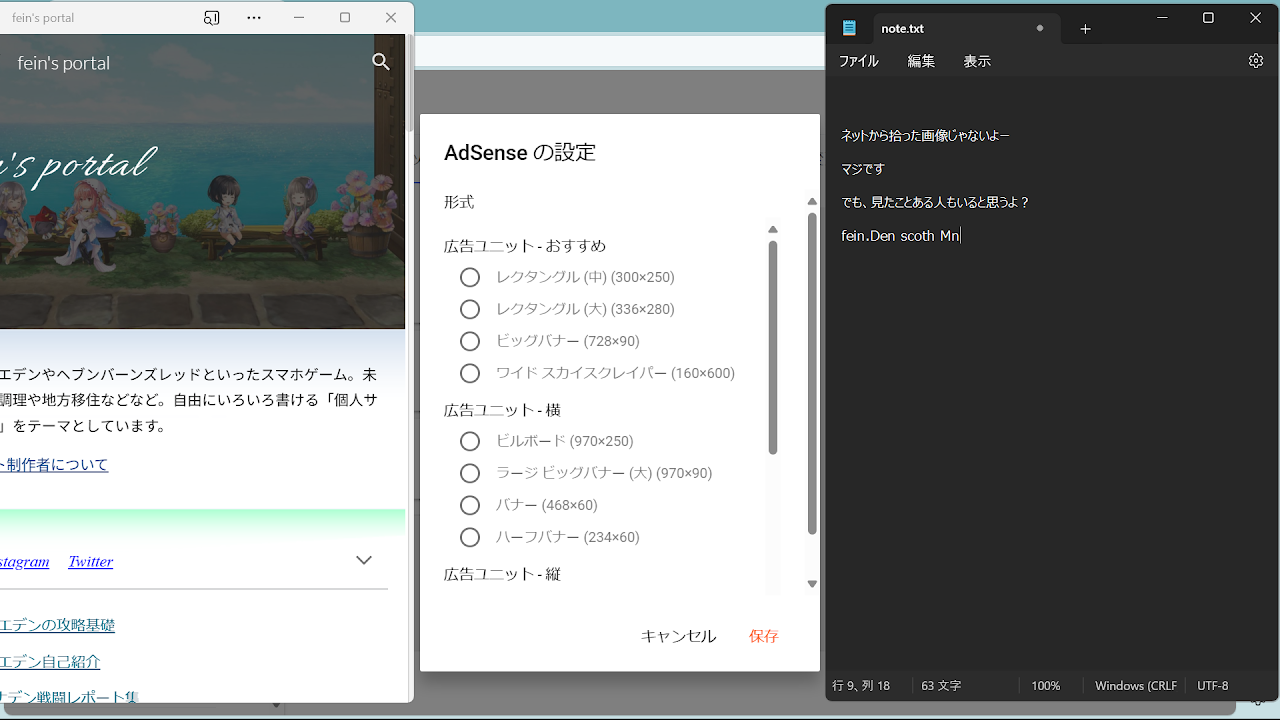 fein's portal
fein's portal
n's portal
エデンやヘブンバーンズレッドといったスマホゲーム。未
調理や地方移住などなど。自由にいろいろ書ける「個人サ
」をテーマとしています。
ト制作者について
stagram Twitter
エデンの攻略基礎
エデン自己紹介
ナデン戦闘レポート集
AdSense の設定
形式
広告ユニット - おすすめ
レクタングル (中) (300×250)
レクタングル (大) (336×280)
ビッグバナー (728×90)
ワイド スカイスクレイパー (160×600)
広告ユニット - 横
ビルボード (970×250)
ラージ ビッグバナー (大) (970×90)
バナー (468×60)
ハーフバナー (234×60)
広告ユニット - 縦
キャンセル 保存
note.txt
ファイル 編集 表示
ネットから拾った画像じゃないよー
マジです
でも、見たことある人もいると思うよ？
fein.Den scoth Mn
行 9、列 18 63 文字 100% Windows (CRLF UTF-8